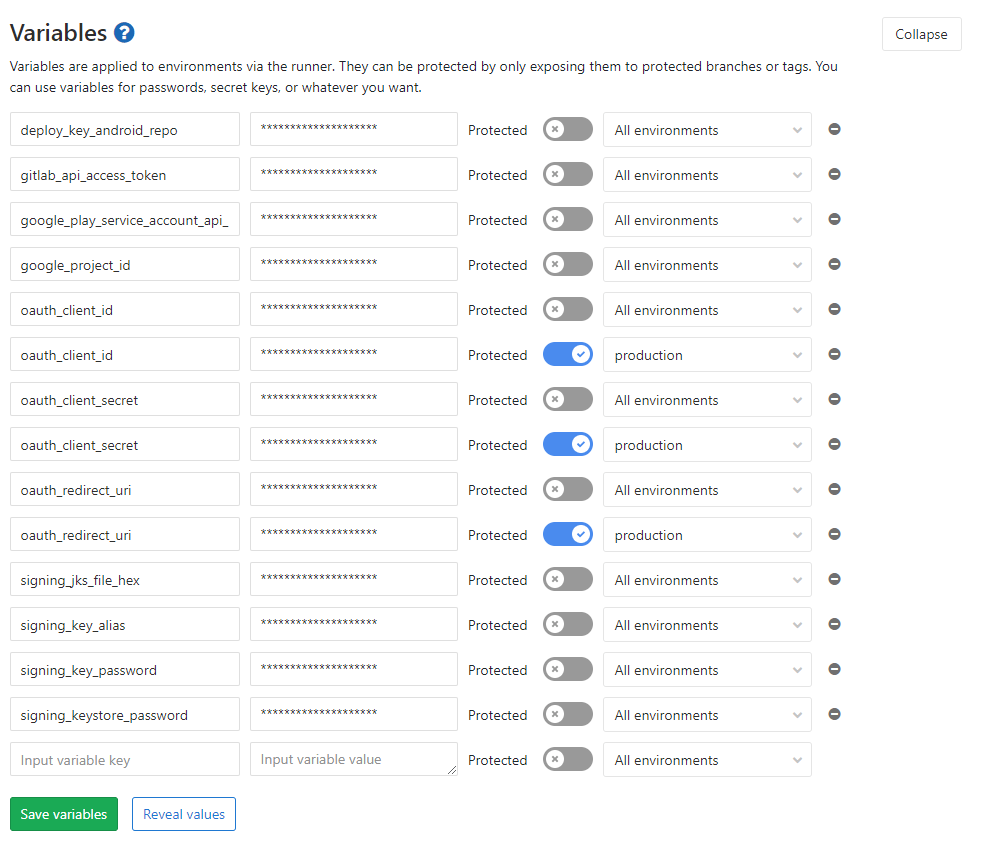 Variables ?
Collapse
Variables are applied to environments via the runner. They can be protected by only exposing them to protected branches or tags. You
can use variables for passwords, secret keys, or whatever you want.
deploy_key_android_repo ******************** Protected All environments
gitlab_api_access_token ******************** Protected All environments
google_play_service_account_api_ ******************** Protected All environments
google_project_id ******************** Protected All environments
oauth_client_id ******************** Protected All environments
oauth_client_id ******************** Protected production
oauth_client_secret ******************** Protected All environments
oauth_client_secret ******************** Protected production
oauth_redirect_uri ******************** Protected All environments
oauth_redirect_uri ******************** Protected production
signing_jks_file_hex ******************** Protected All environments
signing_key_alias ******************** Protected All environments
signing_key_password ******************** Protected All environments
signing_keystore_password ******************** Protected All environments
Input variable key Input variable value Protected All environments
Save variables Reveal values